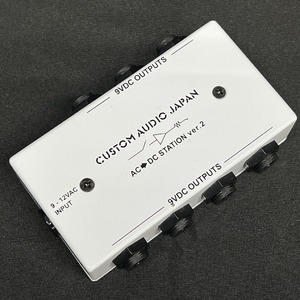 9VDC OUTPUTS
CUSTOM AUDIO JAPAN
AC➡DC STATION ver.2
9-12VAC
INPUT
9VDC OUTPUTS